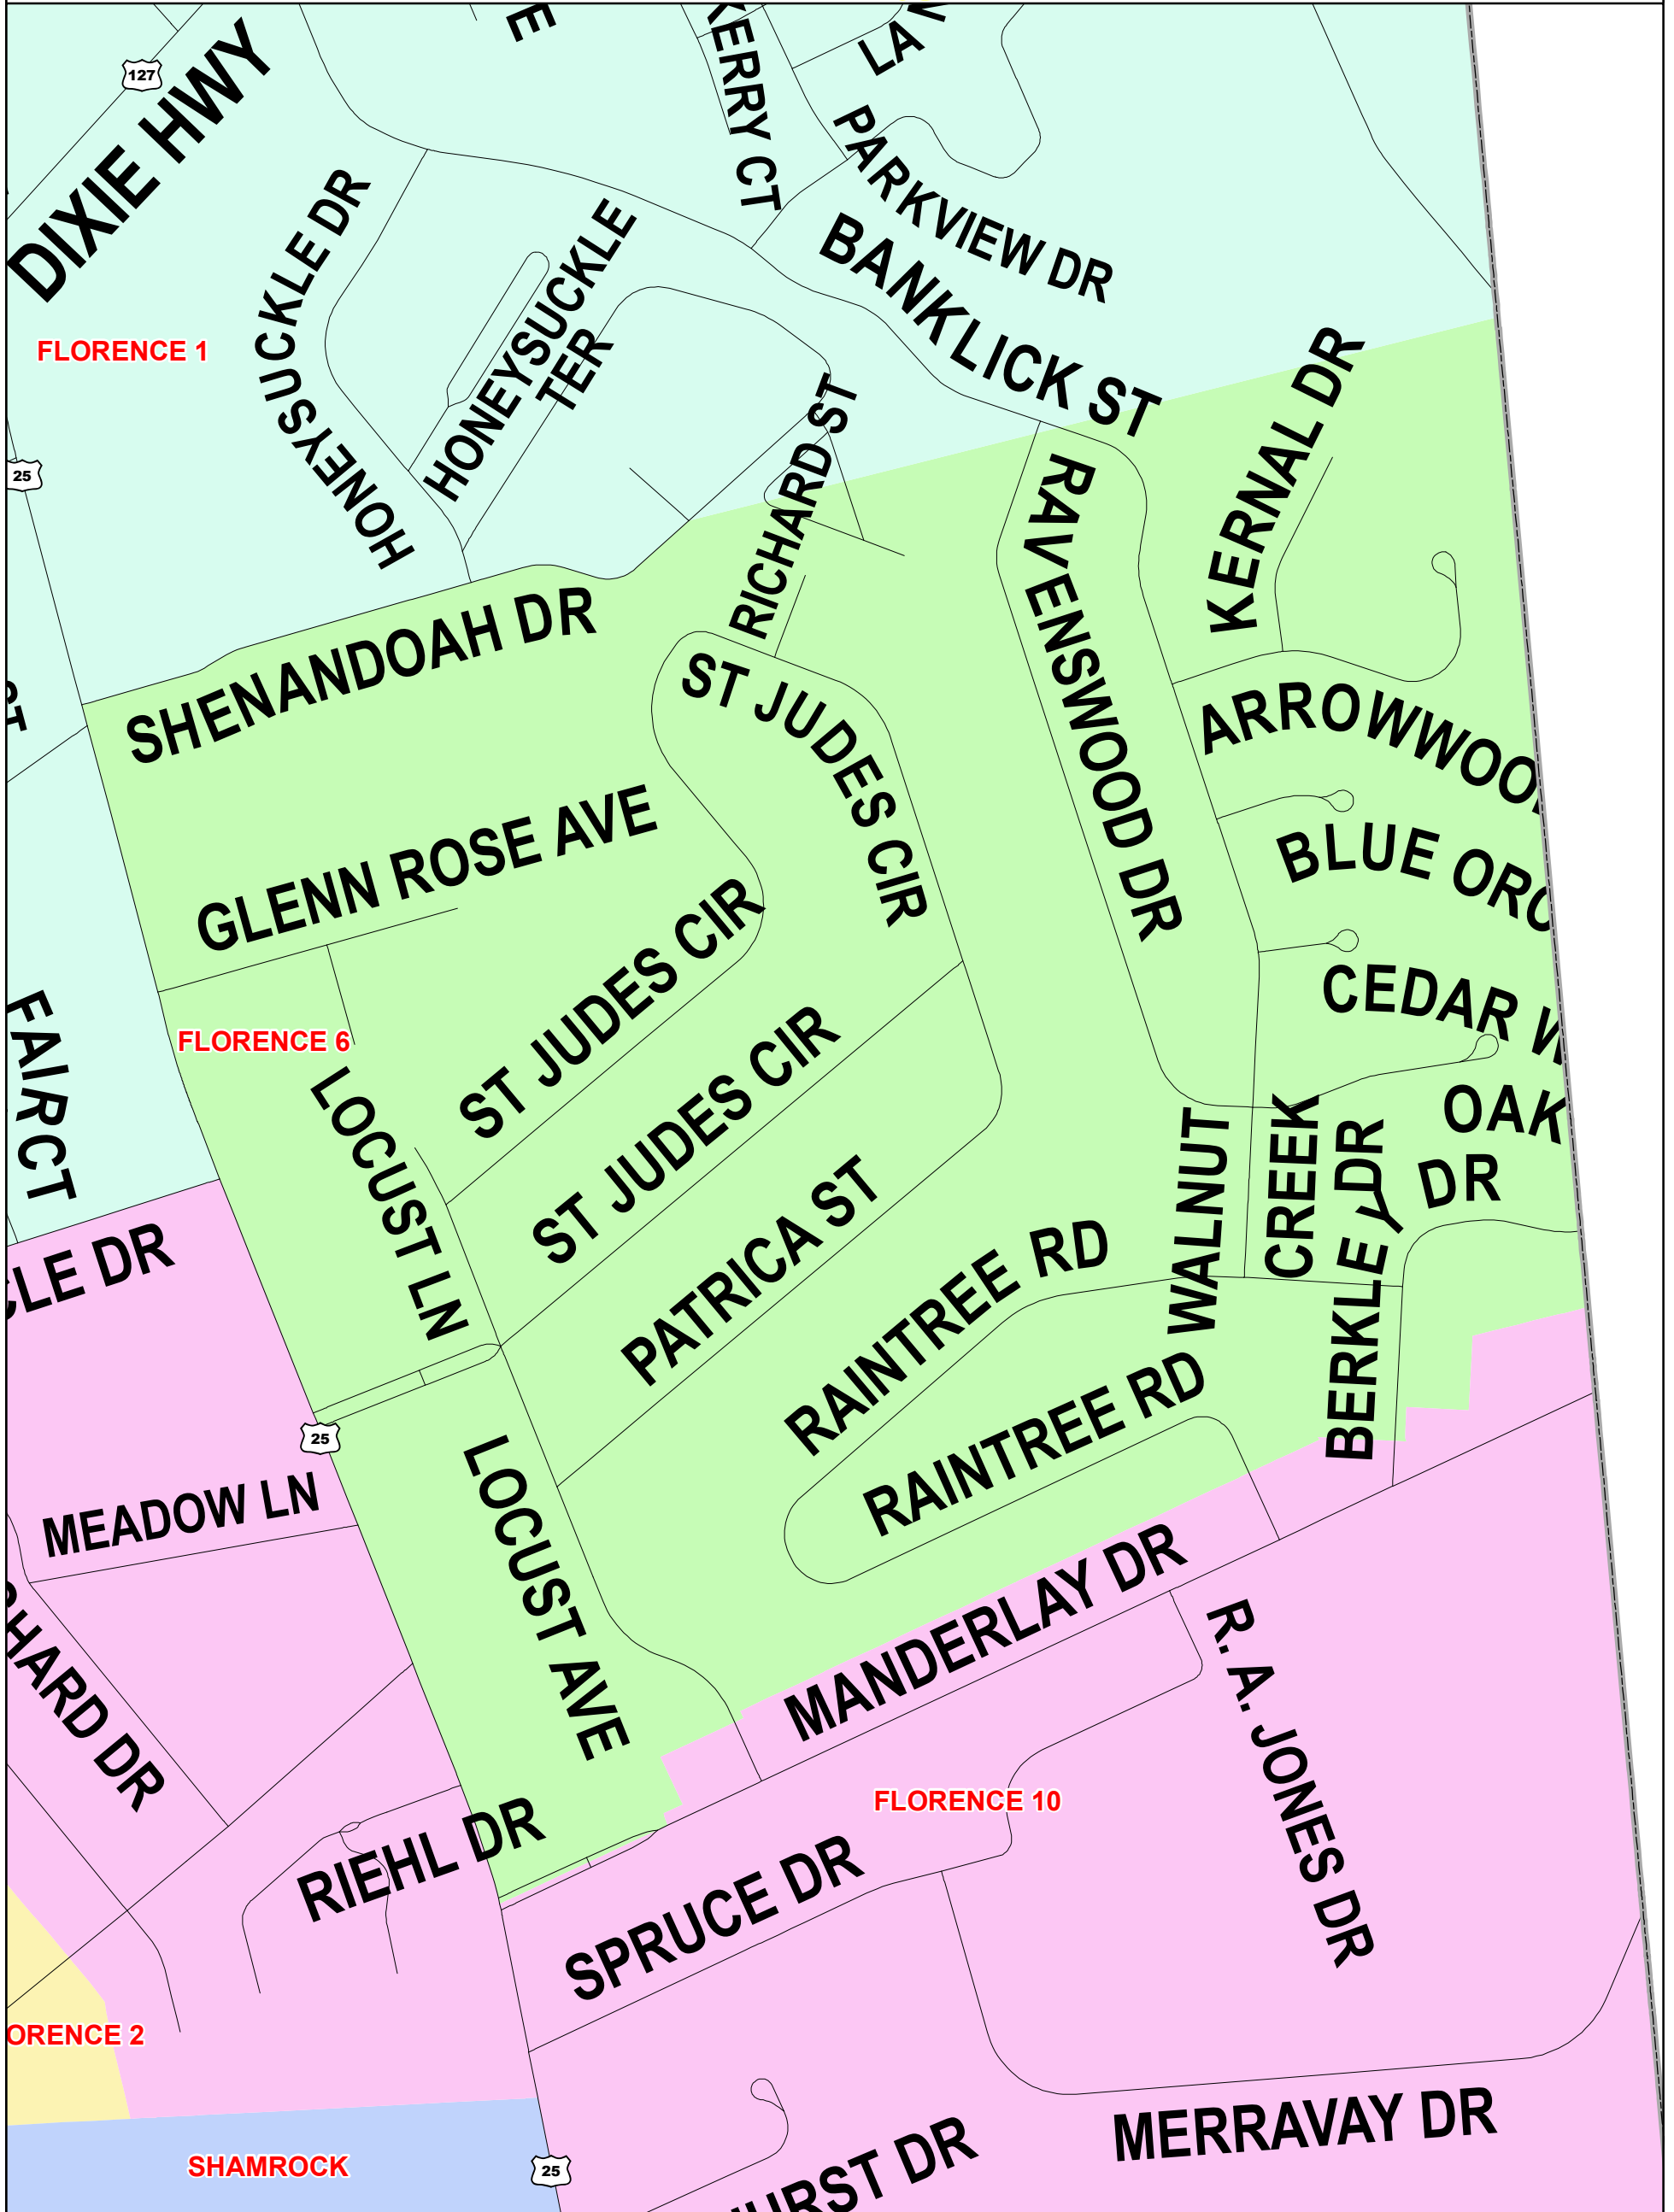 127
DIXIE HWY
KERRY CT
LA
PARKVIEW DR
HONEYSUCKLE DR
HONEYSUCKLE
TER
BANKLICK ST
FLORENCE 1
KERNAL DR
RICHARD ST
25
RAVENSWOOD DR
SHENANDOAH DR
ST JUDES CIR
ARROWWOO
GLENN ROSE AVE
BLUE ORC
ST JUDES CIR
CEDAR W
FAIRCT
FLORENCE 6
ST JUDES CIR
LOCUST LN
WALNUT
CREEK
OAK
DR
BERKLEY DR
PATRICA ST
CLE DR
RAINTREE RD
RAINTREE RD
25
MEADOW LN
LOCUST AVE
MANDERLAY DR
CHARD DR
R. A. JONES DR
FLORENCE 10
RIEHL DR
SPRUCE DR
ORENCE 2
MERRAVAY DR
SHAMROCK
25
HURST DR